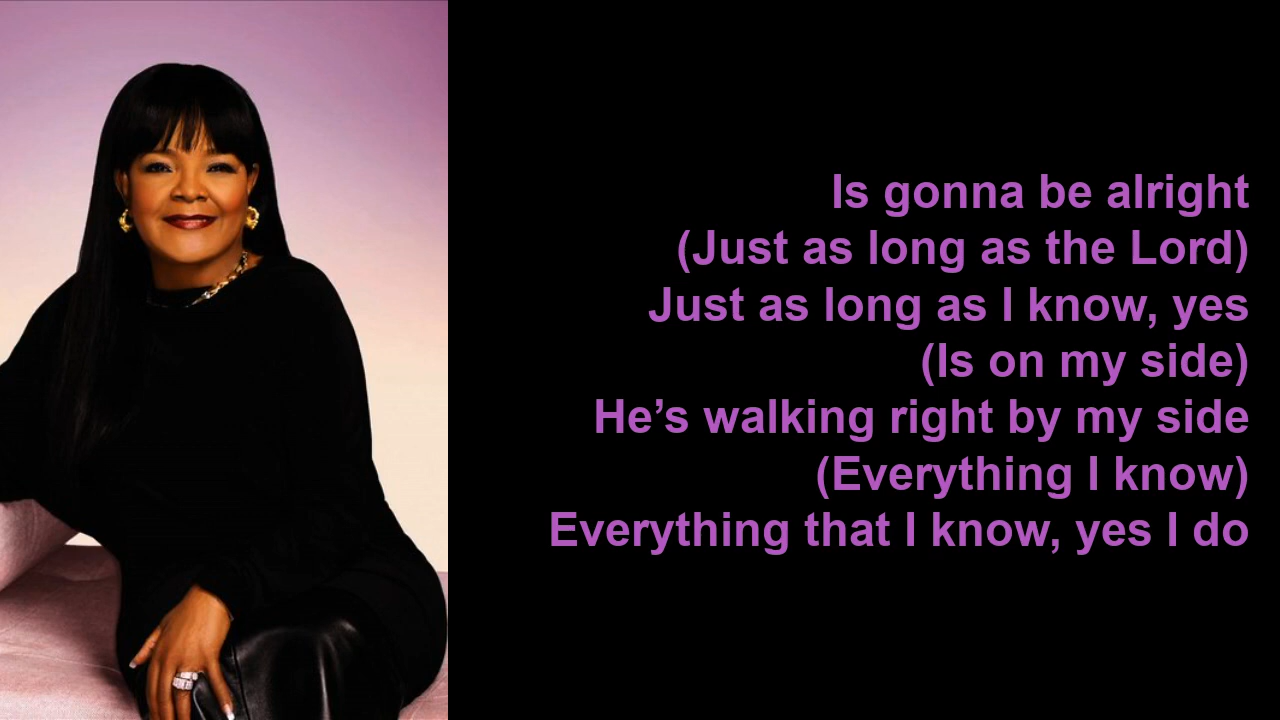 Is gonna be alright
(Just as long as the Lord)
Just as long as I know, yes
(Is on my side)
He’s walking right by my side
(Everything I know)
Everything that I know, yes I do